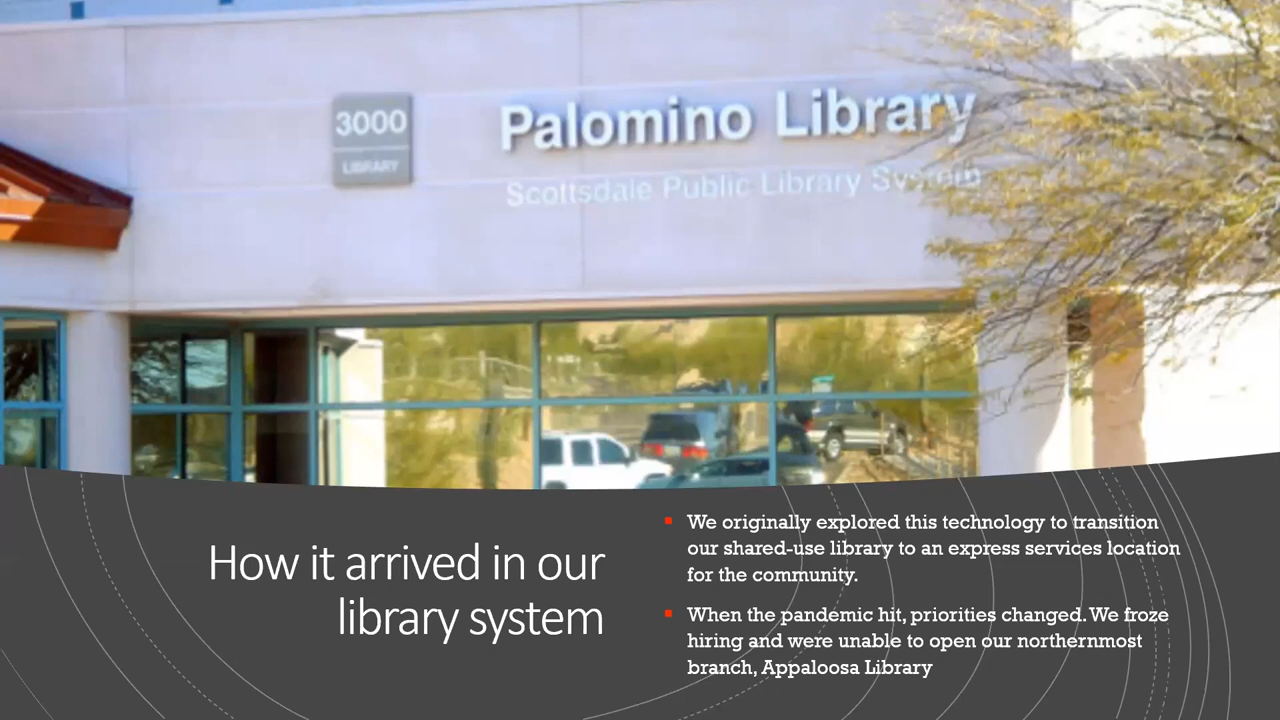 3000
LIBRARY
Palomino Library
Scottsdale Public Library System
How it arrived in our
library system
We originally explored this technology to transition
our shared-use library to an express services location
for the community.
When the pandemic hit, priorities changed. We froze
hiring and were unable to open our northernmost
branch, Appaloosa Library